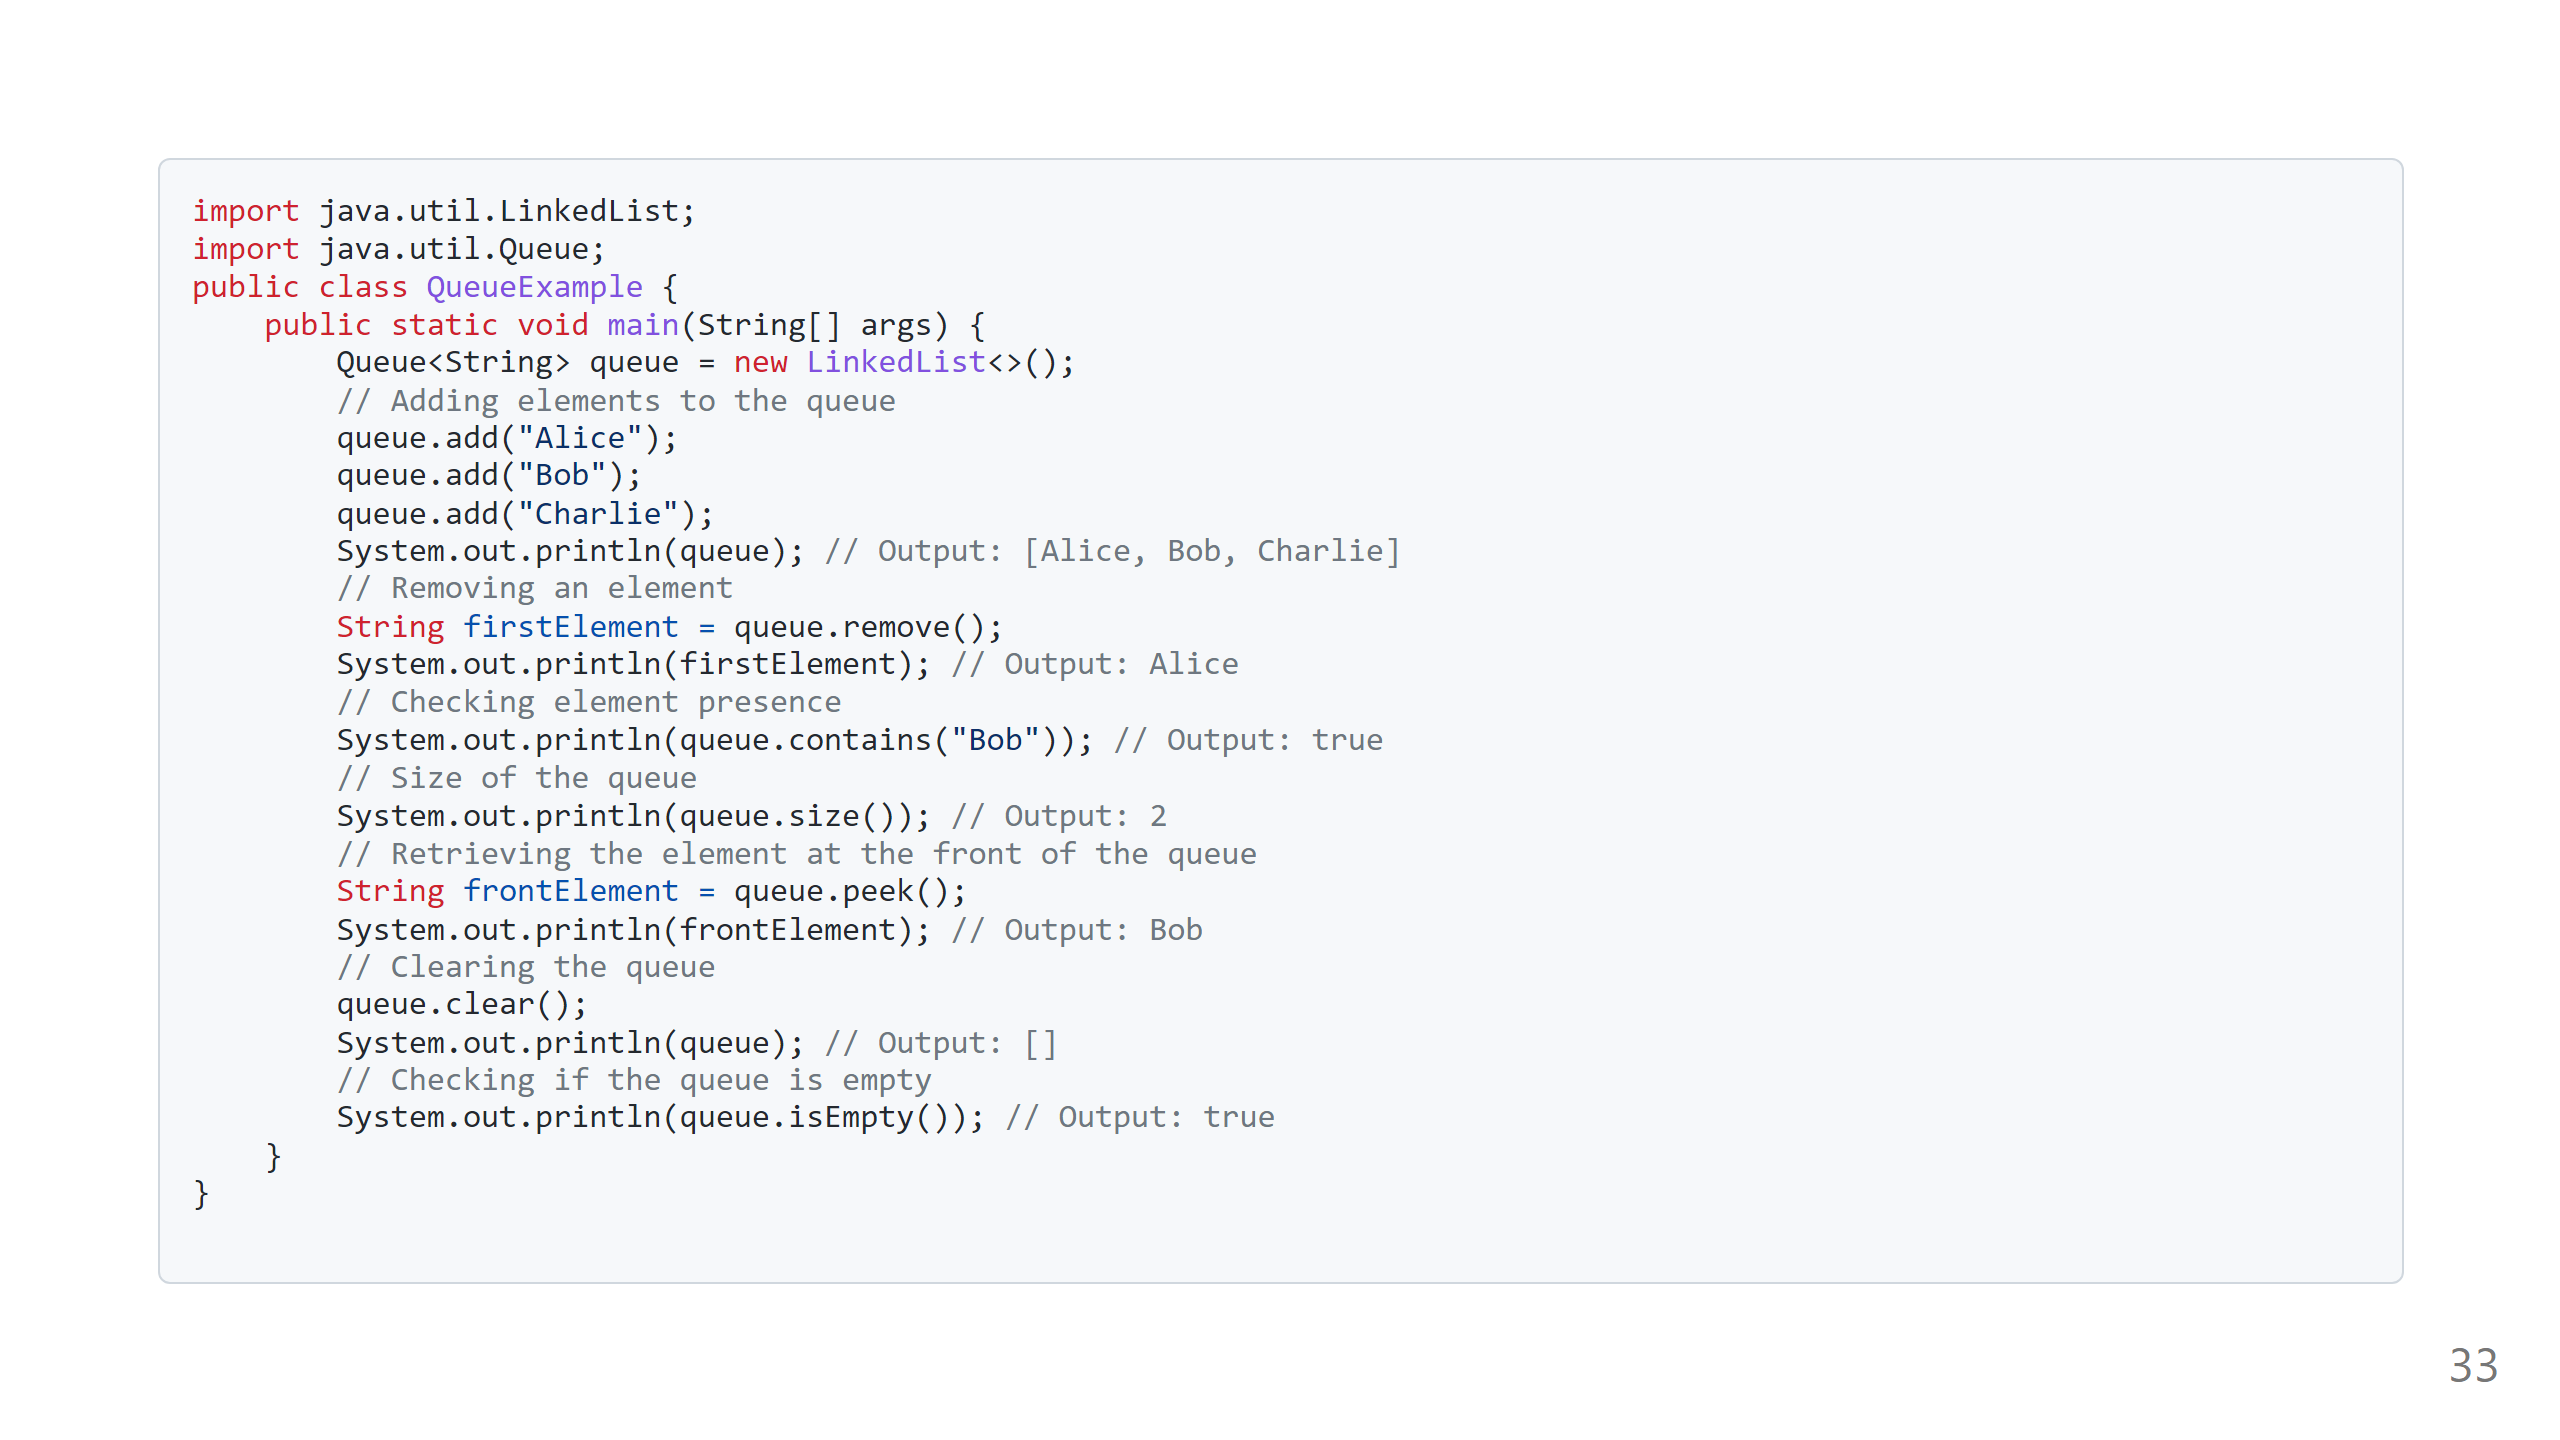 import java.util.LinkedList;
import java.util.Queue;
public class QueueExample {
    public static void main(String[] args) {
        Queue<String> queue = new LinkedList<>();
        // Adding elements to the queue
        queue.add("Alice");
        queue.add("Bob");
        queue.add("Charlie");
        System.out.println(queue); // Output: [Alice, Bob, Charlie]
        // Removing an element
        String firstElement = queue.remove();
        System.out.println(firstElement); // Output: Alice
        // Checking element presence
        System.out.println(queue.contains("Bob")); // Output: true
        // Size of the queue
        System.out.println(queue.size()); // Output: 2
        // Retrieving the element at the front of the queue
        String frontElement = queue.peek();
        System.out.println(frontElement); // Output: Bob
        // Clearing the queue
        queue.clear();
        System.out.println(queue); // Output: []
        // Checking if the queue is empty
        System.out.println(queue.isEmpty()); // Output: true
    }
}
33